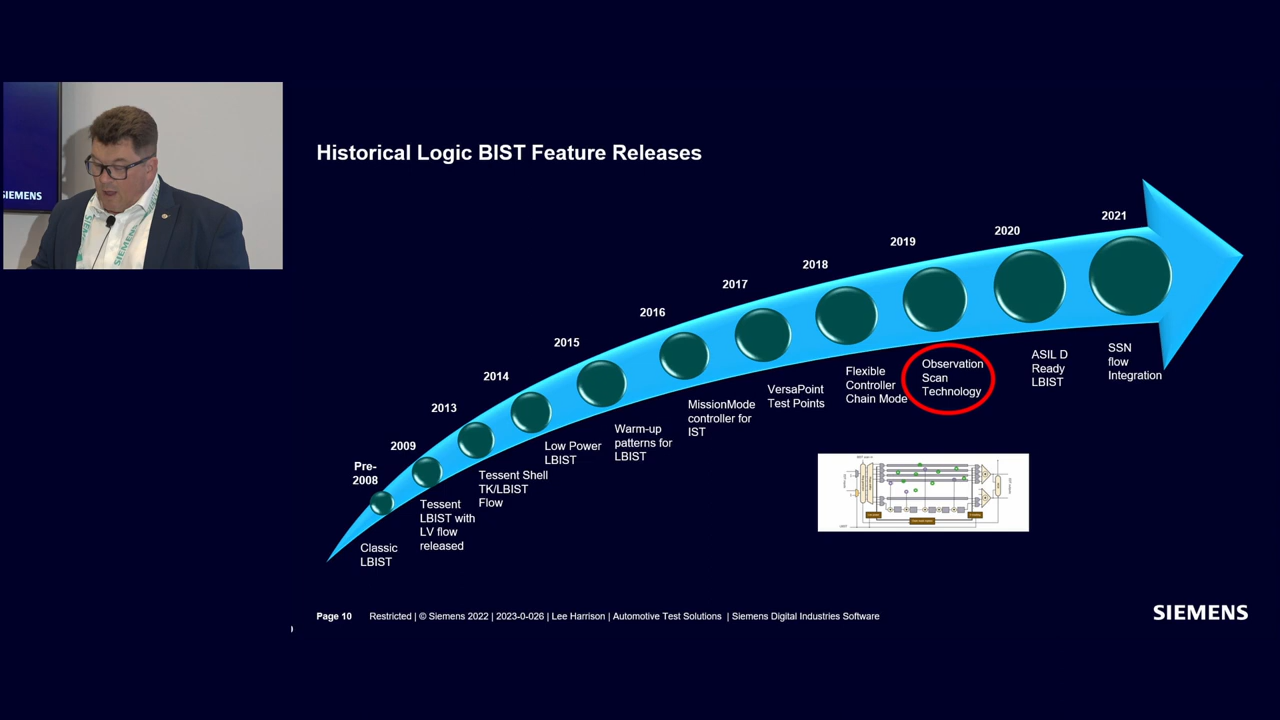 SIEMENS
SIEMENS
Historical Logic BIST Feature Releases
Pre-
2008
2009
2013
2014
2015
2016
2017
2018
2019
2020
2021
Classic
LBIST
Tessent
LBIST with
LV flow
released
Tessent Shell
TK/LBIST
Flow
Low Power
LBIST
Warm-up
patterns for
LBIST
MissionMode
controller for
IST
VersaPoint
Test Points
Flexible
Controller
Chain Mode
Observation
Scan
Technology
ASIL D
Ready
LBIST
SSN
flow
Integration
Page 10 Restricted | © Siemens 2022 | 2023-0-026 | Lee Harrison | Automotive Test Solutions | Siemens Digital Industries Software
SIEMENS